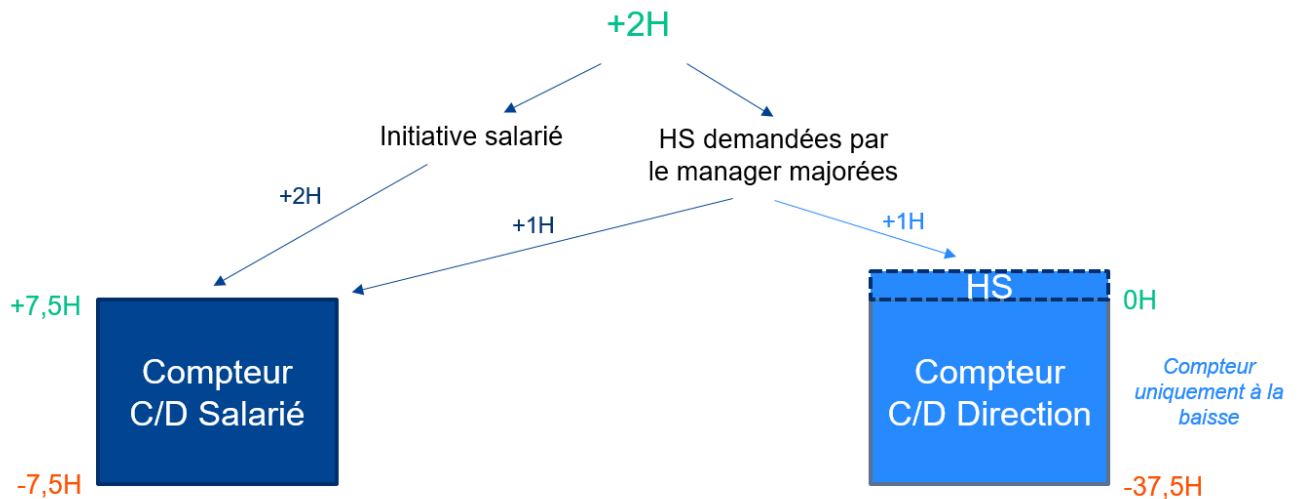 +2H
Initiative salarié
HS demandées par
le manager majorées
+2H
+1H
+1H
+7,5H
HS
0H
Compteur
C/D Salarié
Compteur
C/D Direction
Compteur
uniquement à la
baisse
-7,5H
-37,5H